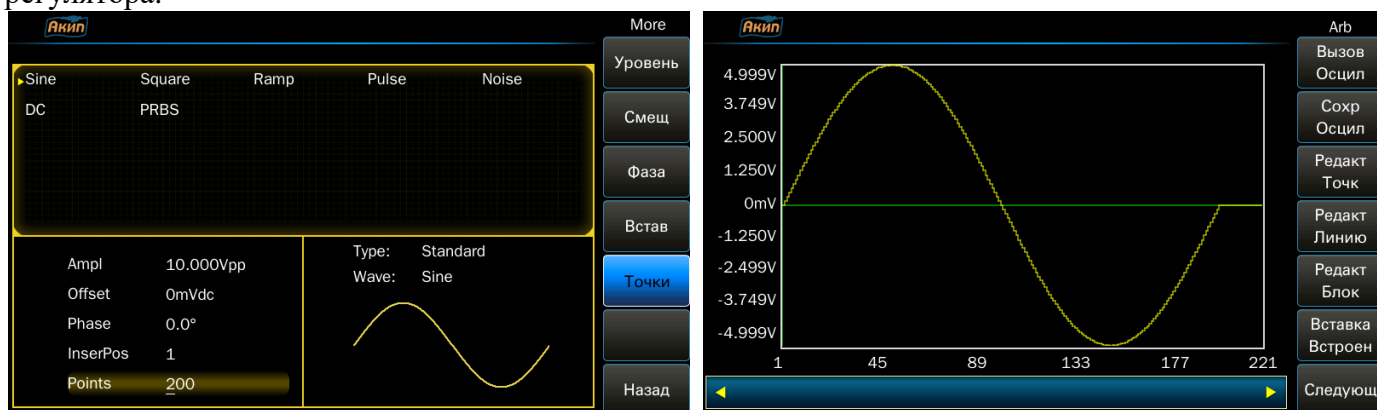 регулятора.
Акип
More
Sine Square Ramp Pulse Noise
DC PRBS
Уровень
Смещ
Фаза
Встав
Точки
Назад
Ampl 10.000Vpp
Offset 0mVdc
Phase 0.0°
InserPos 1
Points 200
Type: Standard
Wave: Sine
Акип
Arb
4.999V
3.749V
2.500V
1.250V
0mV
-1.250V
-2.499V
-3.749V
-4.999V
1 45 89 133 177 221
Вызов
Осцил
Сохр
Осцил
Редакт
Точк
Редакт
Линию
Редакт
Блок
Вставка
Встроен
Следующ